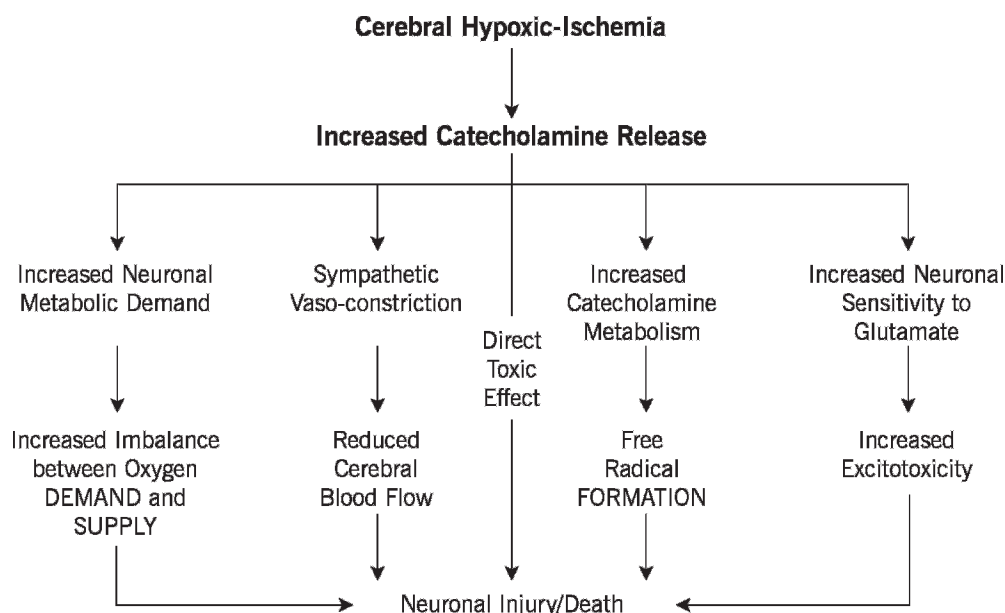 Cerebral Hypoxic-Ischemia
Increased Catecholamine Release
Increased Neuronal
Metabolic Demand
Sympathetic
Vaso-constriction
Direct
Toxic
Effect
Increased
Catecholamine
Metabolism
Increased Neuronal
Sensitivity to
Glutamate
Increased Imbalance
between Oxygen
DEMAND and
SUPPLY
Reduced
Cerebral
Blood Flow
Free
Radical
FORMATION
Increased
Excitotoxicity
Neuronal Injury/Death